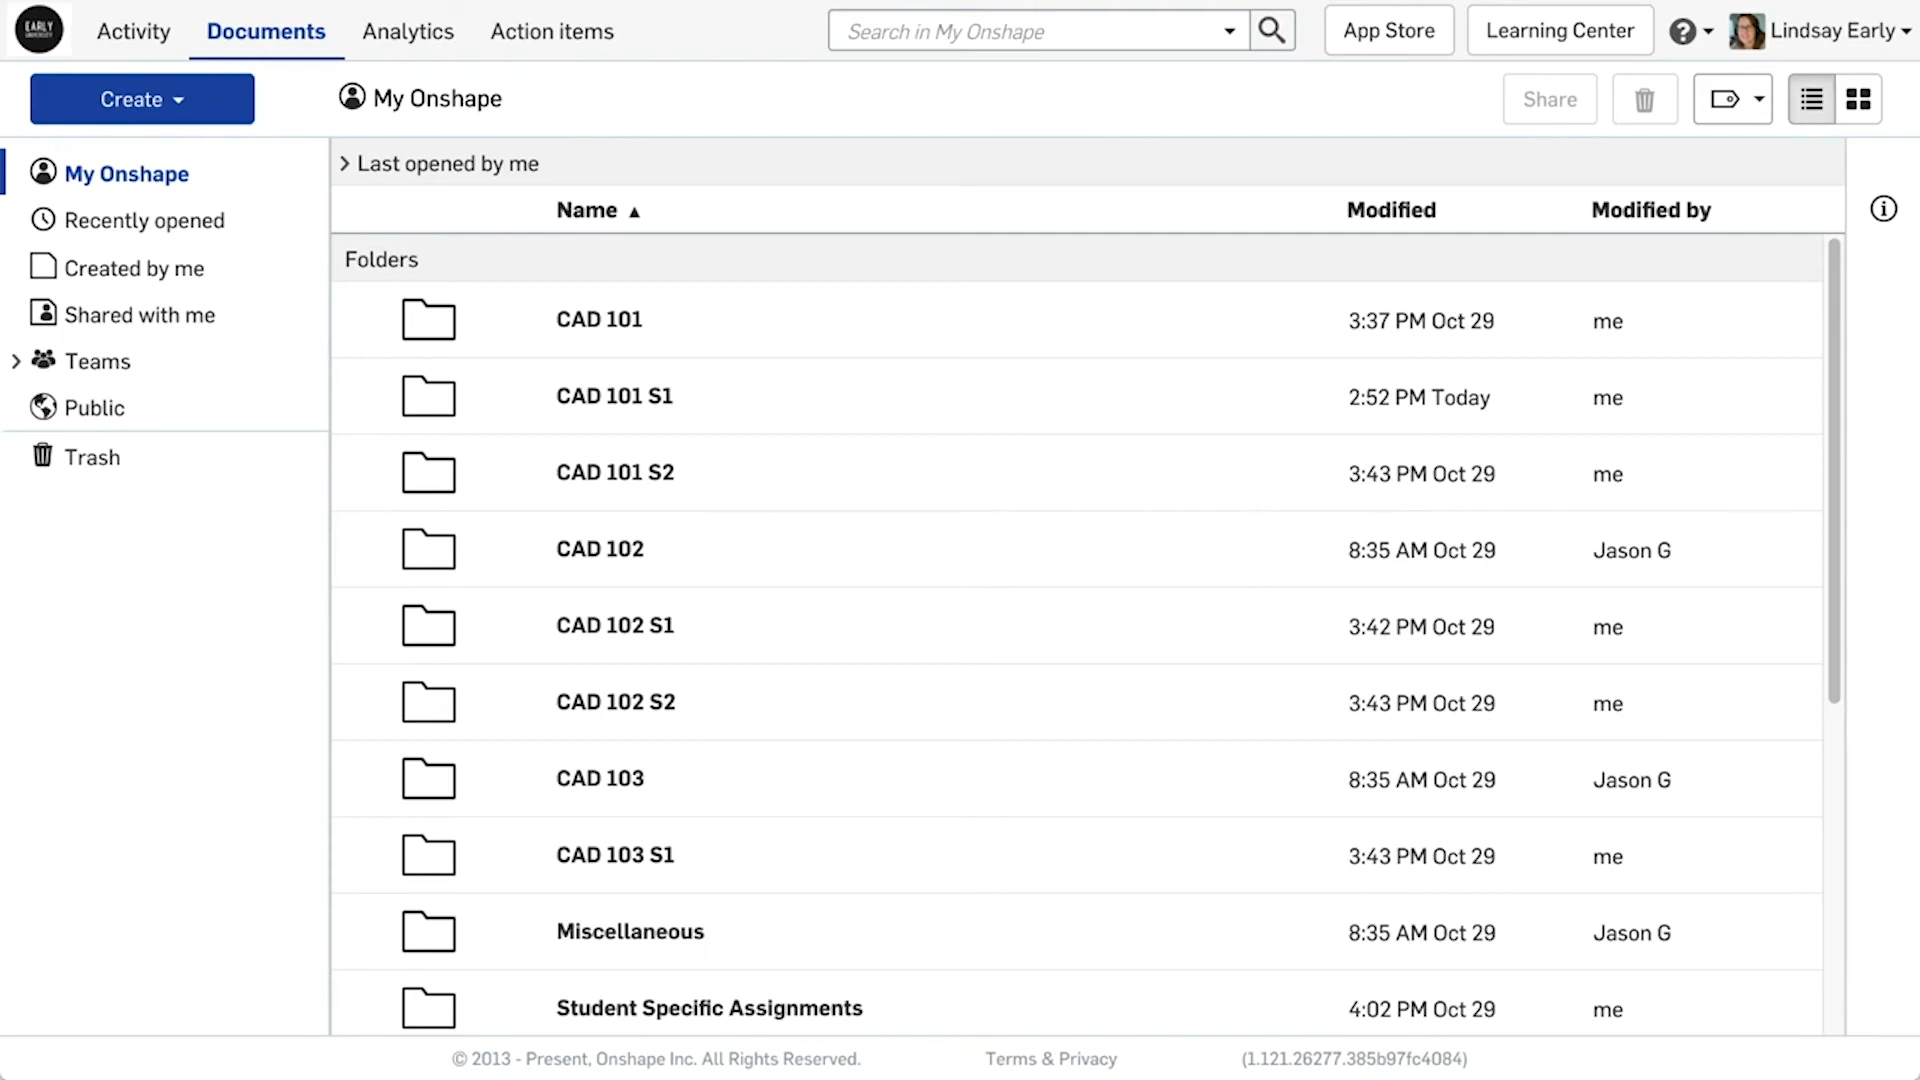 EARLY
UNIVERSITY
Activity
Documents
Analytics
Action items
Search in My Onshape
App Store
Learning Center
Lindsay Early
Create
My Onshape
Share
My Onshape
Recently opened
Created by me
Shared with me
Teams
Public
Trash
Last opened by me
Name ▲ Modified Modified by
Folders
CAD 101 3:37 PM Oct 29 me
CAD 101 S1 2:52 PM Today me
CAD 101 S2 3:43 PM Oct 29 me
CAD 102 8:35 AM Oct 29 Jason G
CAD 102 S1 3:42 PM Oct 29 me
CAD 102 S2 3:43 PM Oct 29 me
CAD 103 8:35 AM Oct 29 Jason G
CAD 103 S1 3:43 PM Oct 29 me
Miscellaneous 8:35 AM Oct 29 Jason G
Student Specific Assignments 4:02 PM Oct 29 me
© 2013 - Present, Onshape Inc. All Rights Reserved. Terms & Privacy (1.121.26277.385b97fc4084)